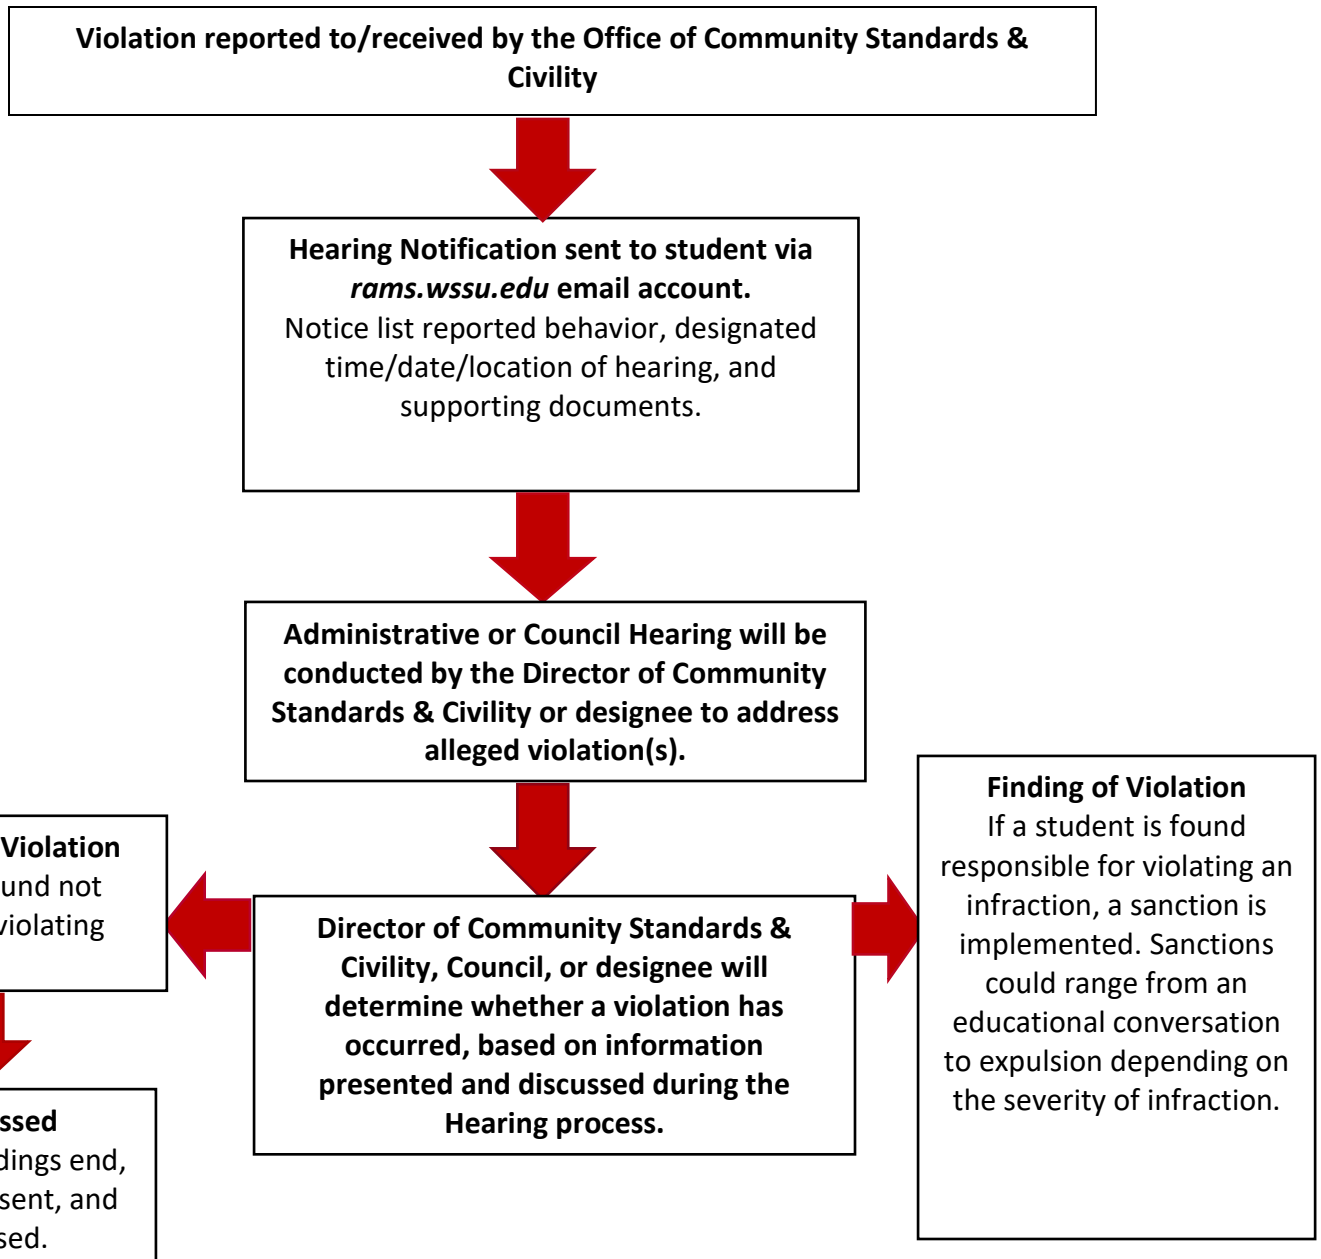 Violation reported to/received by the Office of Community Standards &
Civility
Hearing Notification sent to student via
rams.wssu.edu email account.
Notice list reported behavior, designated
time/date/location of hearing, and
supporting documents.
Administrative or Council Hearing will be
conducted by the Director of Community
Standards & Civility or designee to address
alleged violation(s).
Violation
not
violating
Director of Community Standards &
Civility, Council, or designee will
determine whether a violation has
occurred, based on information
presented and discussed during the
Hearing process.
Finding of Violation
If a student is found
responsible for violating an
infraction, a sanction is
implemented. Sanctions
could range from an
educational conversation
to expulsion depending on
the severity of infraction.
end,
sent, and